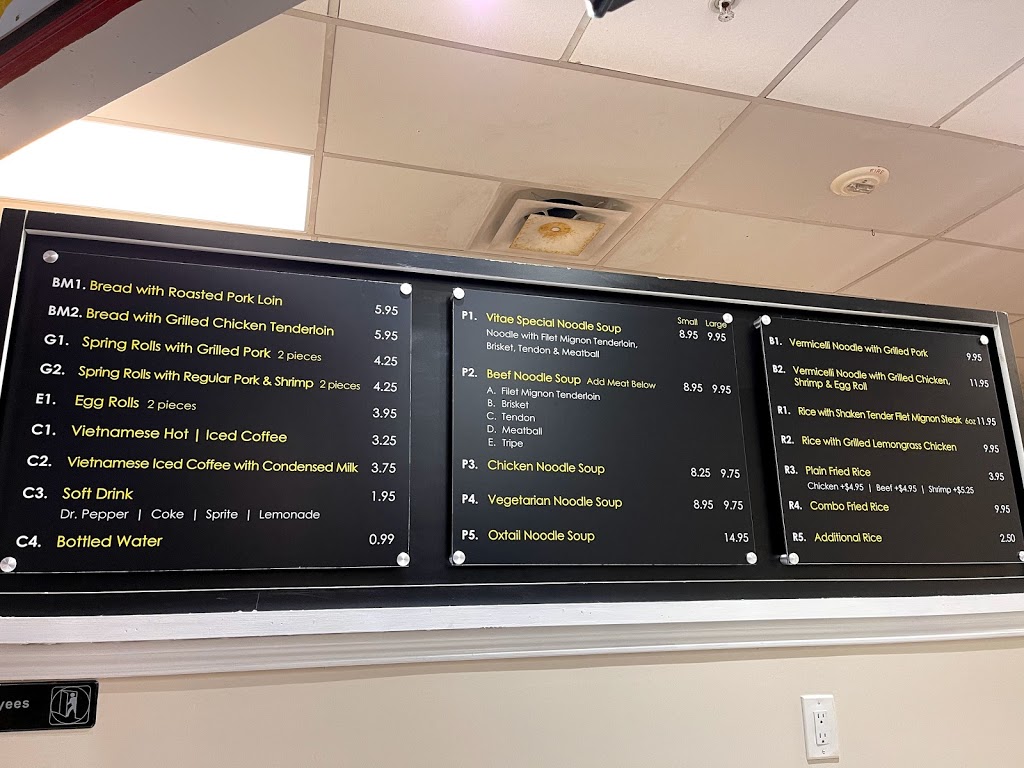 BM1. Bread with Roasted Pork Loin 5.95
BM2. Bread with Grilled Chicken Tenderloin 5.95
G1. Spring Rolls with Grilled Pork 2 pieces 4.25
G2. Spring Rolls with Regular Pork & Shrimp 2 pieces 4.25
E1. Egg Rolls 2 pieces 3.95
C1. Vietnamese Hot | Iced Coffee 3.25
C2. Vietnamese Iced Coffee with Condensed Milk 3.75
C3. Soft Drink 1.95
Dr. Pepper | Coke | Sprite | Lemonade
C4. Bottled Water 0.99
Small Large
P1. Vitae Special Noodle Soup 8.95 9.95
Noodle with Filet Mignon Tenderloin,
Brisket, Tendon & Meatball
P2. Beef Noodle Soup Add Meat Below 8.95 9.95
A. Filet Mignon Tenderloin
B. Brisket
C. Tendon
D. Meatball
E. Tripe
P3. Chicken Noodle Soup 8.25 9.75
P4. Vegetarian Noodle Soup 8.95 9.75
P5. Oxtail Noodle Soup 14.95
B1. Vermicelli Noodle with Grilled Pork 9.95
B2. Vermicelli Noodle with Grilled Chicken, 11.95
Shrimp & Egg Roll
R1. Rice with Shaken Tender Filet Mignon Steak 6oz 11.95
R2. Rice with Grilled Lemongrass Chicken 9.95
R3. Plain Fried Rice 3.95
Chicken +$4.95 | Beef +$4.95 | Shrimp +$5.25
R4. Combo Fried Rice 9.95
R5. Additional Rice 2.50
yees
FIRE